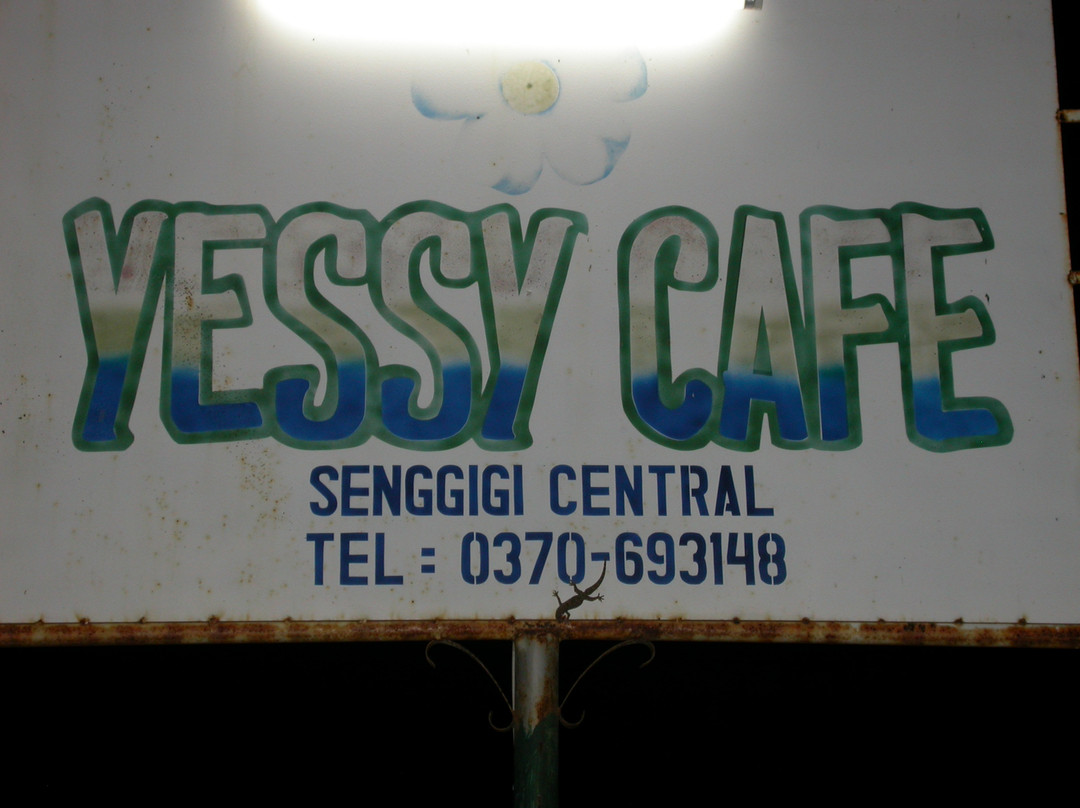 YESSY CAFE
SENGGIGI CENTRAL
TEL : 0370-693148